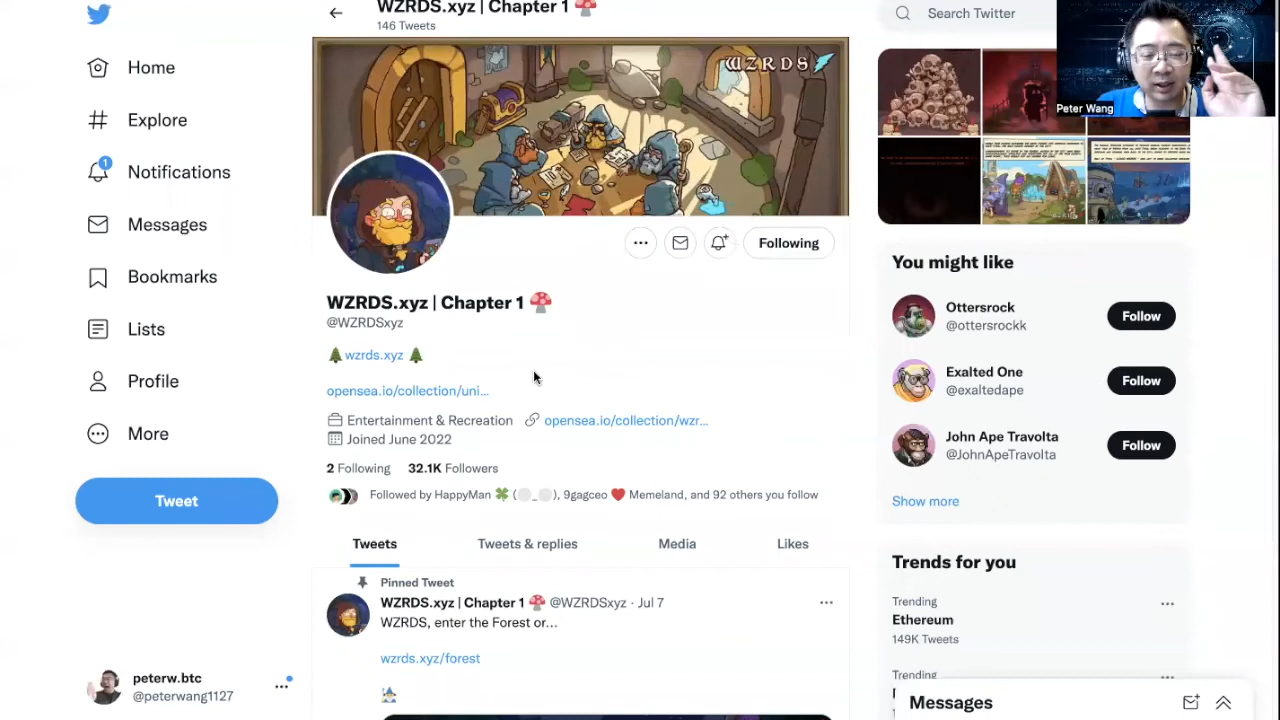 WZRDS.xyz | Chapter 1 🍄
146 Tweets
Search Twitter
Peter Wang
WZRDS
Home
Explore
1
Notifications
Messages
Bookmarks
Lists
Profile
More
Tweet
peterw.btc
@peterwang1127
Following
WZRDS.xyz | Chapter 1 🍄
@WZRDSxyz
🌲 wzrds.xyz 🌲
opensea.io/collection/uni...
Entertainment & Recreation opensea.io/collection/wzr...
Joined June 2022
2 Following 32.1K Followers
Followed by HappyMan 🍀 (⚪_⚪), 9gagceo ❤️ Memeland, and 92 others you follow
Tweets Tweets & replies Media Likes
Pinned Tweet
WZRDS.xyz | Chapter 1 🍄 @WZRDSxyz · Jul 7
WZRDS, enter the Forest or...
wzrds.xyz/forest
You might like
Ottersrock
@ottersrockk
Follow
Exalted One
@exaltedape
Follow
John Ape Travolta
@JohnApeTravolta
Follow
Show more
Trends for you
Trending
Ethereum
149K Tweets
Trending
Messages